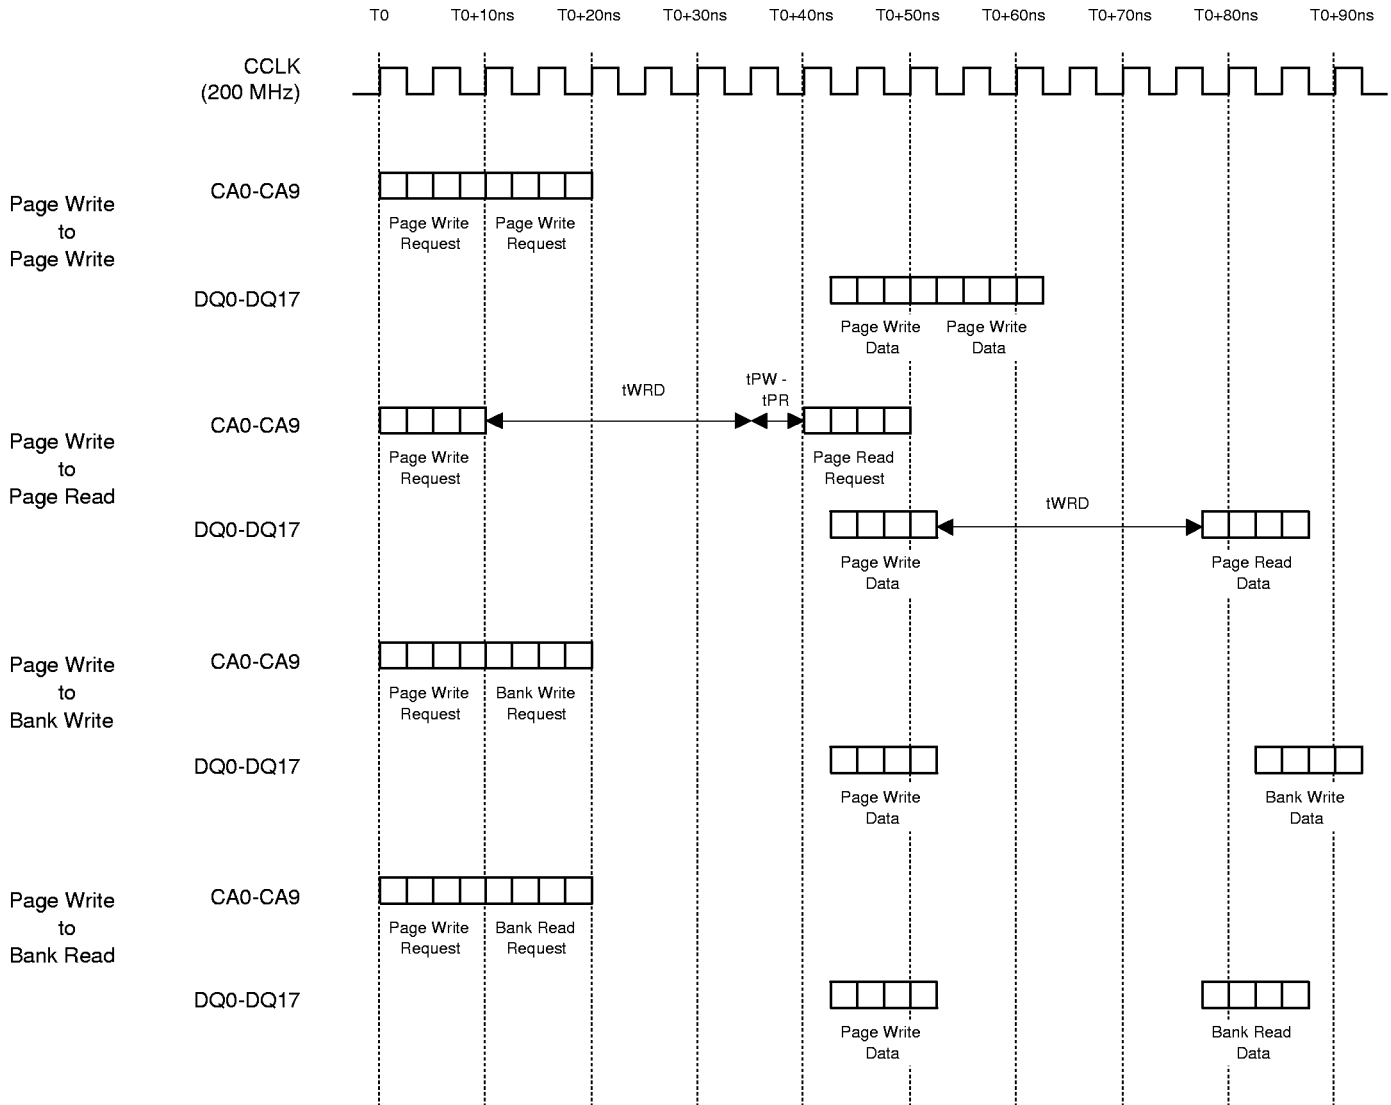 T0 T0+10ns T0+20ns T0+30ns T0+40ns T0+50ns T0+60ns T0+70ns T0+80ns T0+90ns
CCLK
(200 MHz)
Page Write
to
Page Write
CA0-CA9
Page Write Page Write
Request Request
DQ0-DQ17
Page Write Page Write
Data Data
Page Write
to
Page Read
CA0-CA9
tWRD
tPW -
tPR
Page Write Page Read
Request Request
DQ0-DQ17
tWRD
Page Write Page Read
Data Data
Page Write
to
Bank Write
CA0-CA9
Page Write Bank Write
Request Request
DQ0-DQ17
Page Write Bank Write
Data Data
Page Write
to
Bank Read
CA0-CA9
Page Write Bank Read
Request Request
DQ0-DQ17
Page Write Bank Read
Data Data